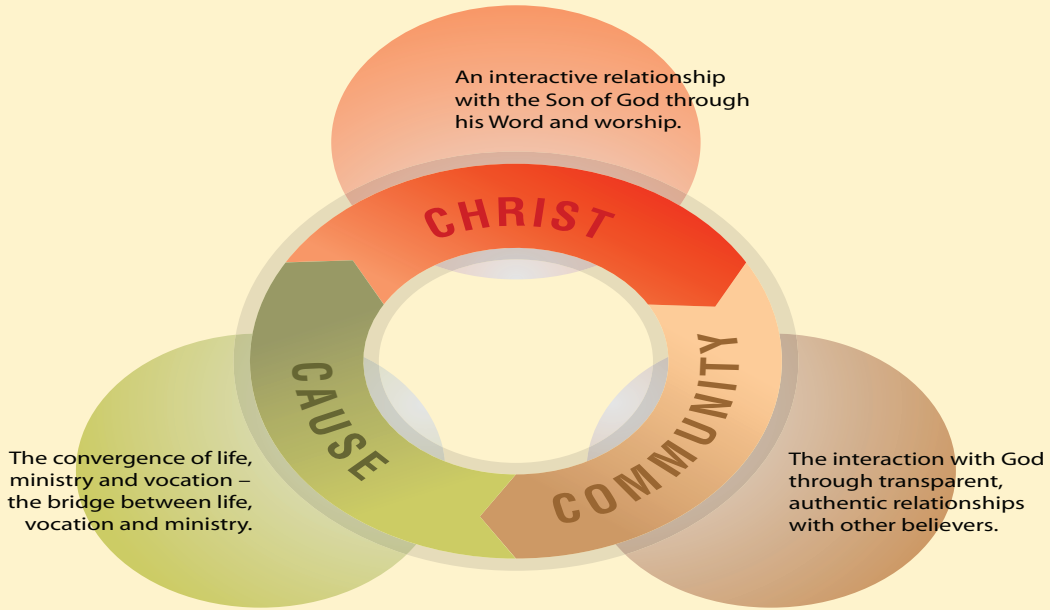 An interactive relationship
with the Son of God through
his Word and worship.
CHRIST
CAUSE
COMMUNITY
The convergence of life,
ministry and vocation –
the bridge between life,
vocation and ministry.
The interaction with God
through transparent,
authentic relationships
with other believers.